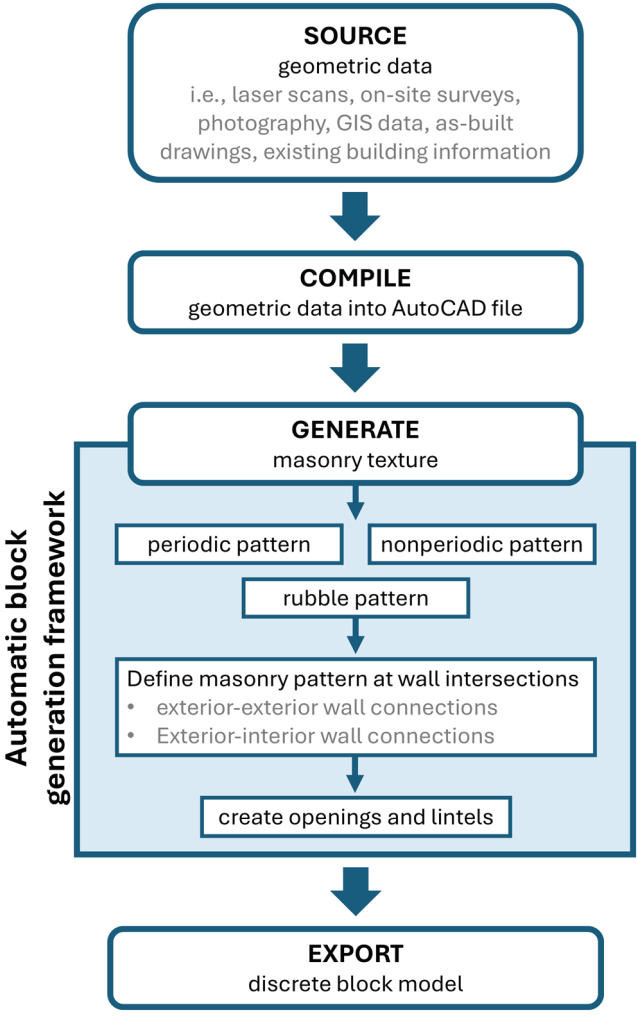 SOURCE
geometric data
i.e., laser scans, on-site surveys,
photography, GIS data, as-built
drawings, existing building information
COMPILE
geometric data into AutoCAD file
GENERATE
masonry texture
Automatic block
generation framework
periodic pattern
nonperiodic pattern
rubble pattern
Define masonry pattern at wall intersections
• exterior-exterior wall connections
• Exterior-interior wall connections
create openings and lintels
EXPORT
discrete block model